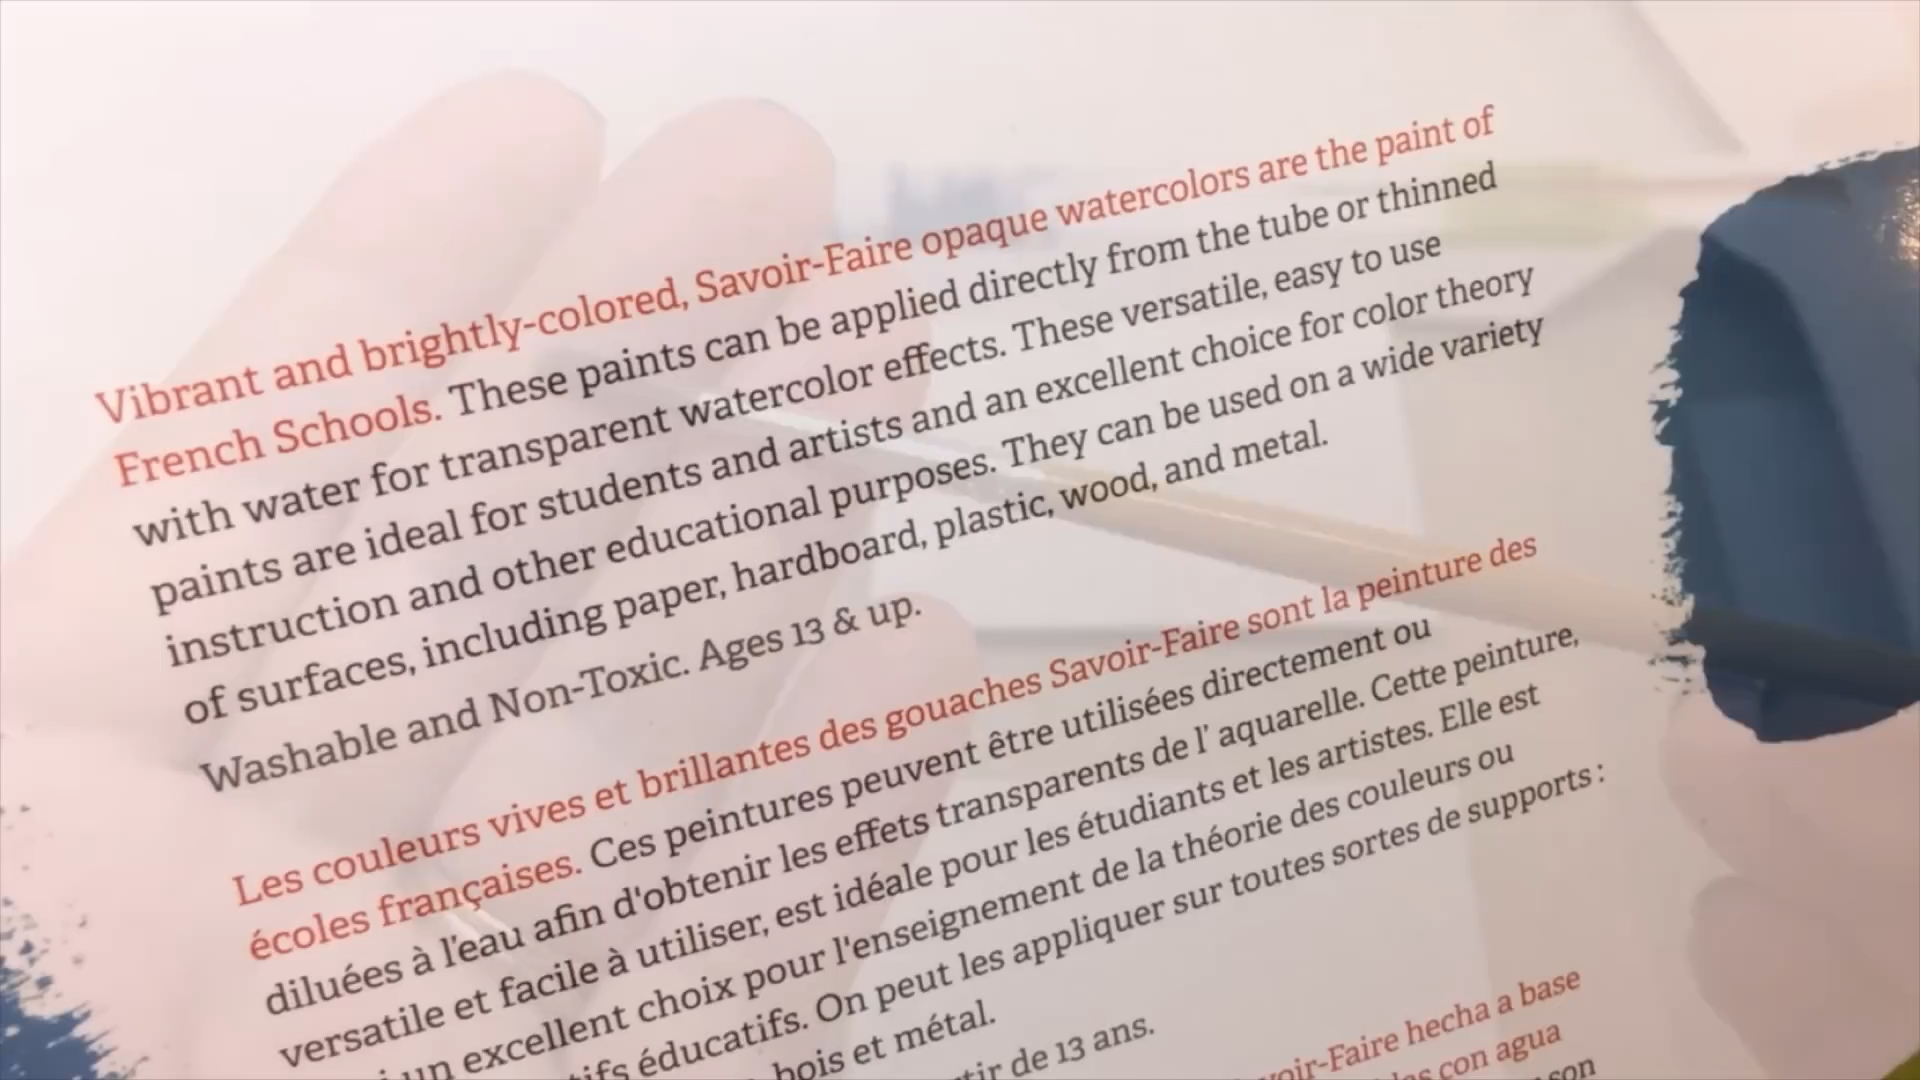 Vibrant and brightly-colored, Savoir-Faire opaque watercolors are the paint of
French Schools. These paints can be applied directly from the tube or thinned
with water for transparent watercolor effects. These versatile, easy to use
paints are ideal for students and artists and an excellent choice for color theory
instruction and other educational purposes. They can be used on a wide variety
of surfaces, including paper, hardboard, plastic, wood, and metal.
Washable and Non-Toxic. Ages 13 & up.
Les couleurs vives et brillantes des gouaches Savoir-Faire sont la peinture des
écoles françaises. Ces peintures peuvent être utilisées directement ou
diluées à l'eau afin d'obtenir les effets transparents de l' aquarelle. Cette peinture,
versatile et facile à utiliser, est idéale pour les étudiants et les artistes. Elle est
un excellent choix pour l'enseignement de la théorie des couleurs ou
éducatifs. On peut les appliquer sur toutes sortes de supports :
bois et métal.
de 13 ans.
hecha a base
con agua
son